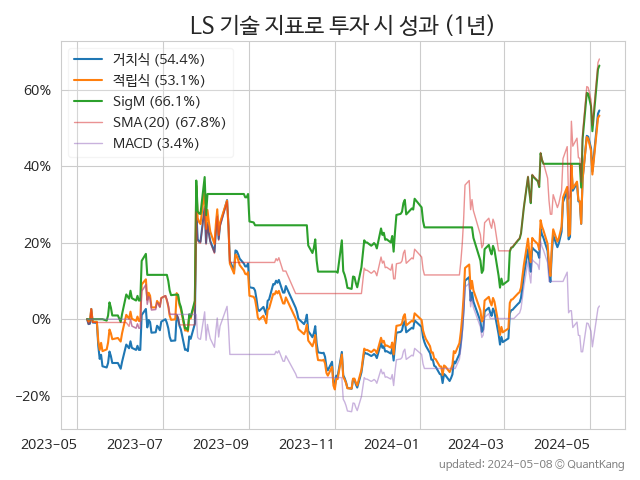 LS 기술 지표로 투자 시 성과 (1년)
거치식 (54.4%)
적립식 (53.1%)
SigM (66.1%)
SMA(20) (67.8%)
MACD (3.4%)
60%
40%
20%
0%
−20%
2023-05 2023-07 2023-09 2023-11 2024-01 2024-03 2024-05
updated: 2024-05-08 © QuantKang